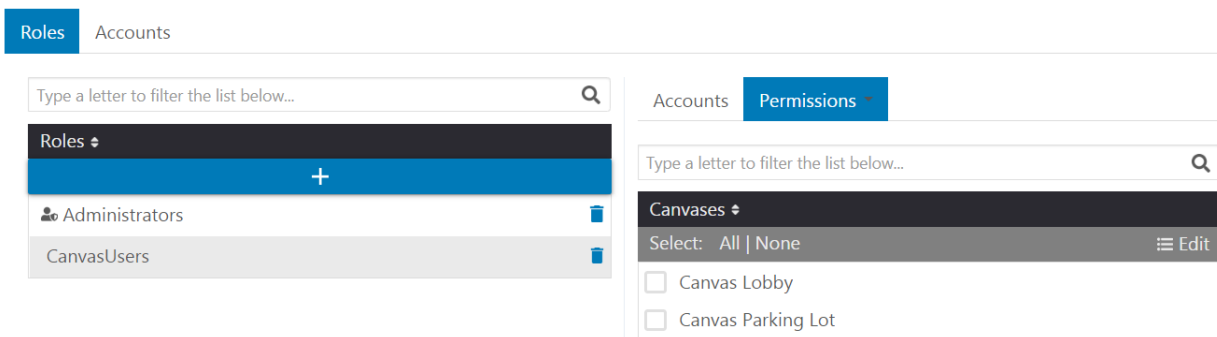 Roles Accounts
Type a letter to filter the list below...
Roles
+
Administrators
CanvasUsers
Accounts Permissions
Type a letter to filter the list below...
Canvases
Select: All | None Edit
Canvas Lobby
Canvas Parking Lot